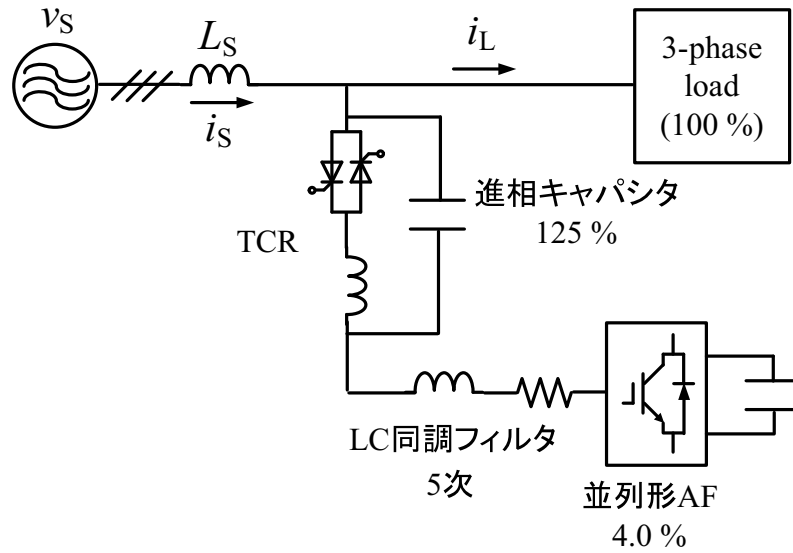 vS
LS
iS
iL
3-phase
load
(100 %)
TCR
進相キャパシタ
125 %
LC同調フィルタ
5次
並列形AF
4.0 %